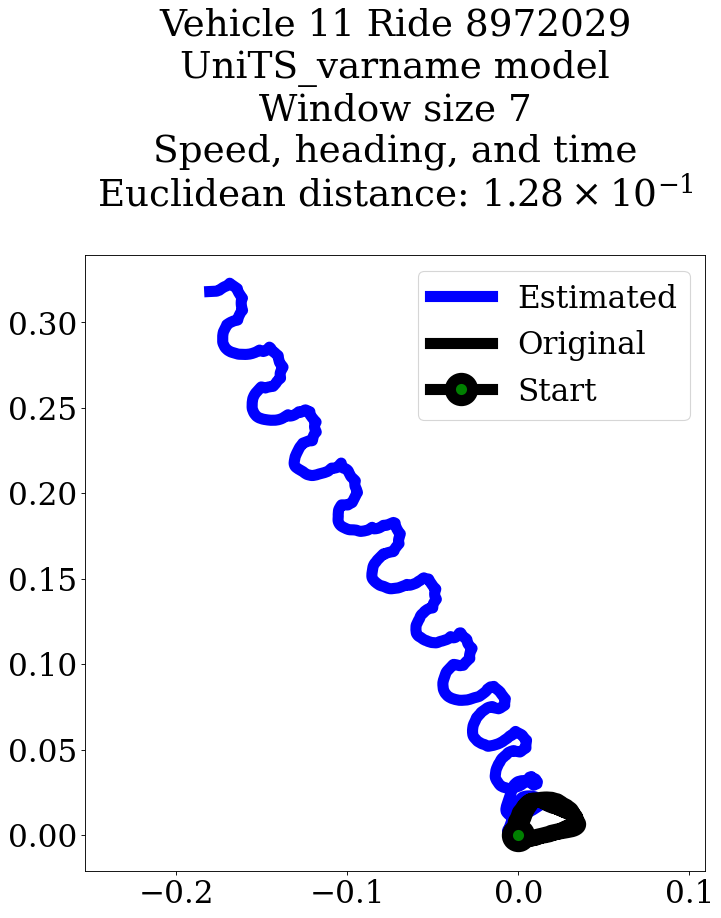 Vehicle 11 Ride 8972029
UniTS_varname model
Window size 7
Speed, heading, and time
Euclidean distance: 1.28 × 10⁻¹
Estimated
Original
Start
0.30
0.25
0.20
0.15
0.10
0.05
0.00
−0.2 −0.1 0.0 0.1